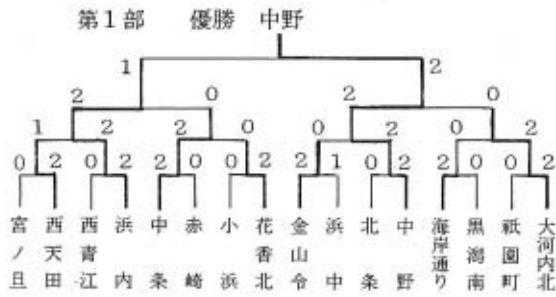 第1部 優勝 中野
1 2
2 0 2 0
1 2 2 0 0 2 0 2
0 2 0 2 2 0 0 2 2 1 0 2 2 0 0 2
宮ノ旦 西天田 西青江 浜内 中条 赤崎 小浜 花香北 金山令 浜中 北条 中野 海岸通り 黒潟南 祇園町 大河内北